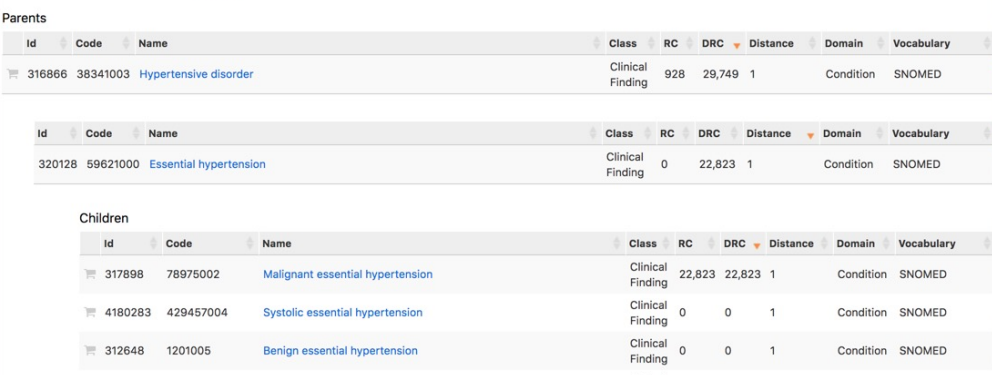 Parents
Id Code Name Class RC DRC Distance Domain Vocabulary
316866 38341003 Hypertensive disorder Clinical Finding 928 29,749 1 Condition SNOMED
Id Code Name Class RC DRC Distance Domain Vocabulary
320128 59621000 Essential hypertension Clinical Finding 0 22,823 1 Condition SNOMED
Children
Id Code Name Class RC DRC Distance Domain Vocabulary
317898 78975002 Malignant essential hypertension Clinical Finding 22,823 22,823 1 Condition SNOMED
4180283 429457004 Systolic essential hypertension Clinical Finding 0 0 1 Condition SNOMED
312648 1201005 Benign essential hypertension Clinical Finding 0 0 1 Condition SNOMED